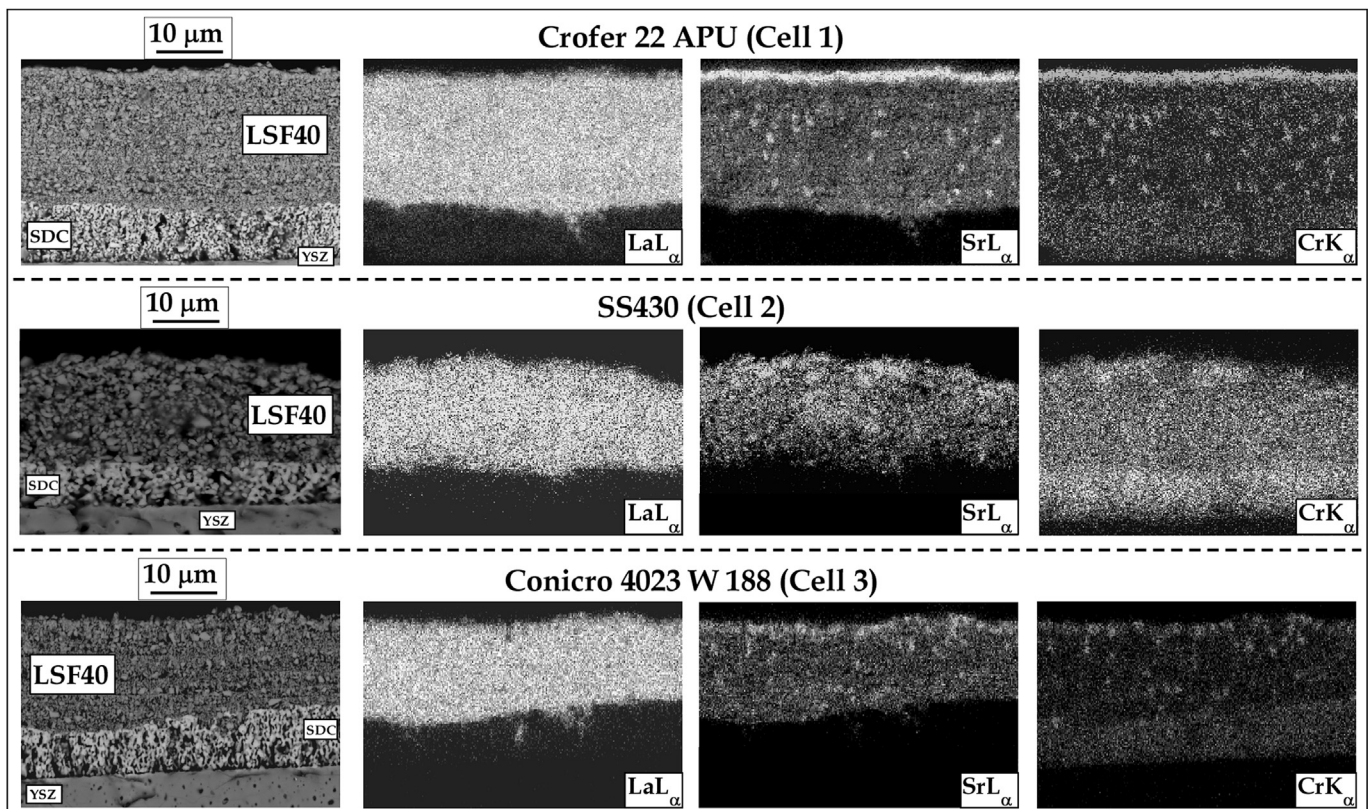 10 μm
Crofer 22 APU (Cell 1)
LSF40
SDC
YSZ
LaLα
SrLα
CrKα
10 μm
SS430 (Cell 2)
LSF40
SDC
YSZ
LaLα
SrLα
CrKα
10 μm
Conicro 4023 W 188 (Cell 3)
LSF40
SDC
YSZ
LaLα
SrLα
CrKα